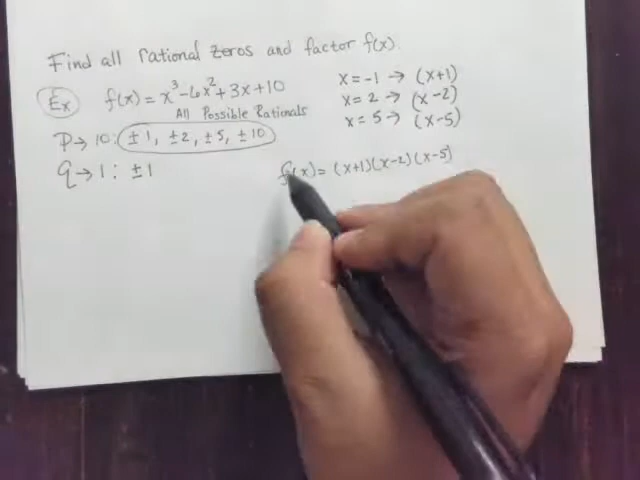 Find all rational zeros and factor f(x).
Ex f(x) = x³-6x²+3x+10
All Possible Rationals
P→ 10: ±1, ±2, ±5, ±10
q→ 1: ±1
x=-1 → (x+1)
x=2 → (x-2)
x=5 → (x-5)
f(x)= (x+1)(x-2)(x-5)